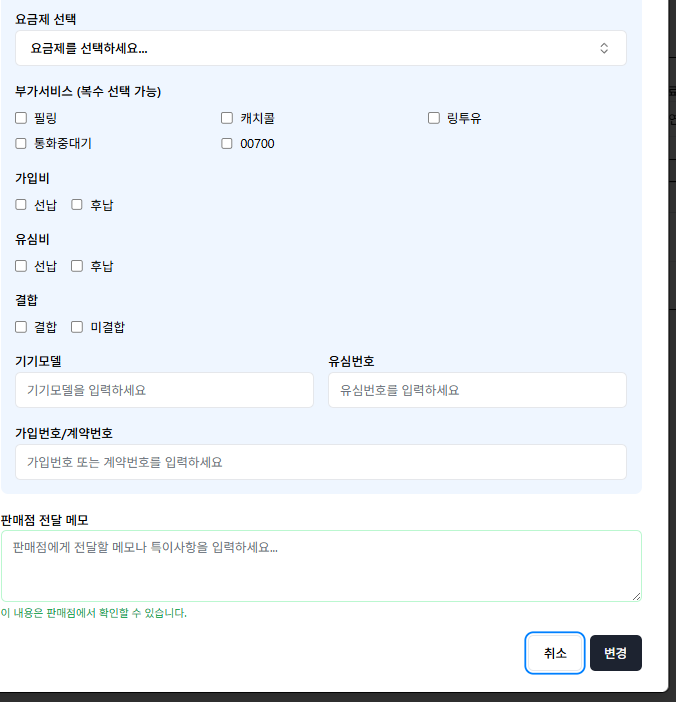 요금제 선택
요금제를 선택하세요...
부가서비스 (복수 선택 가능)
필링 캐치콜 링투유
통화중대기 00700
가입비
선납 후납
유심비
선납 후납
결합
결합 미결합
기기모델 유심번호
기기모델을 입력하세요 유심번호를 입력하세요
가입번호/계약번호
가입번호 또는 계약번호를 입력하세요
판매점 전달 메모
판매점에게 전달할 메모나 특이사항을 입력하세요...
이 내용은 판매점에서 확인할 수 있습니다.
취소 변경